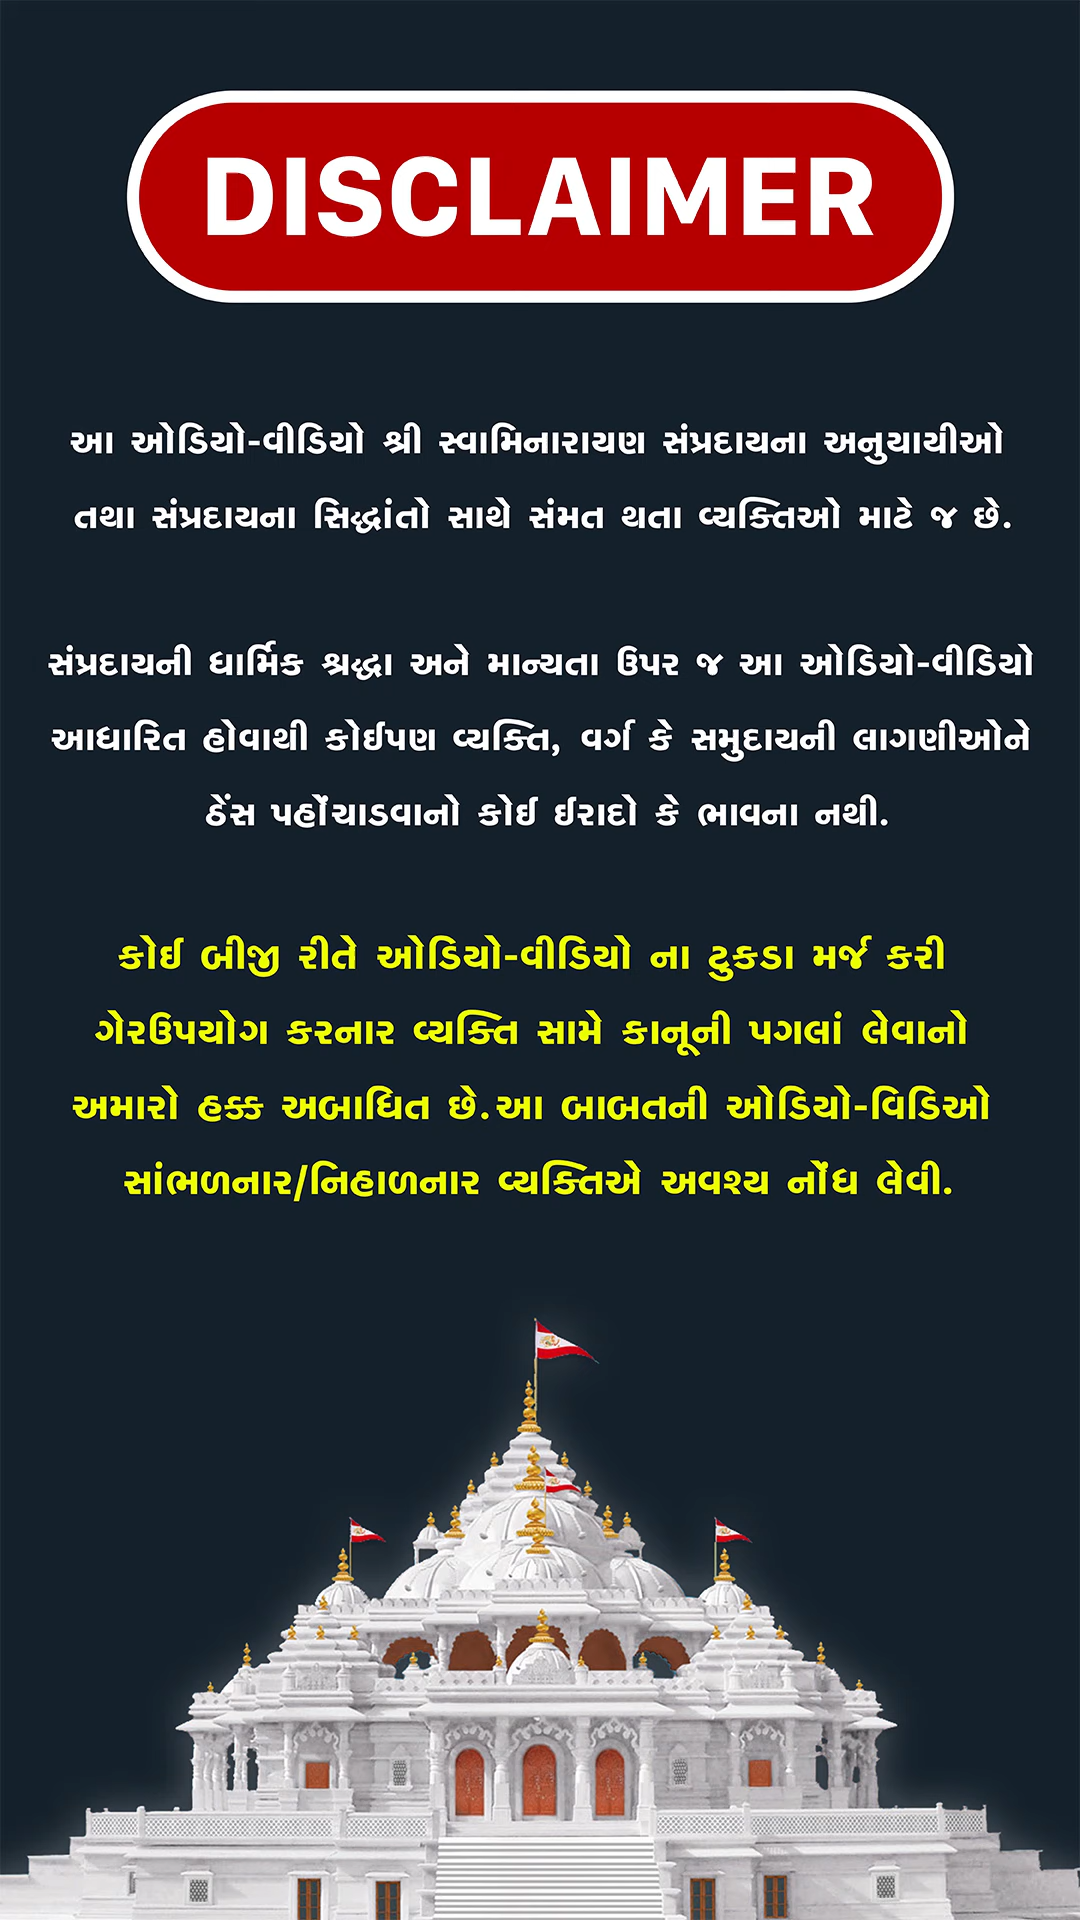 DISCLAIMER
આ ઓડિયો-વીડિયો શ્રી સ્વામિનારાયણ સંપ્રદાયના અનુયાયીઓ
તથા સંપ્રદાયના સિદ્ધાંતો સાથે સંમત થતા વ્યક્તિઓ માટે જ છે.
સંપ્રદાયની ધાર્મિક શ્રદ્ધા અને માન્યતા ઉપર જ આ ઓડિયો-વીડિયો
આધારિત હોવાથી કોઈપણ વ્યક્તિ, વર્ગ કે સમુદાયની લાગણીઓને
ઠેંસ પહોંચાડવાનો કોઈ ઈરાદો કે ભાવના નથી.
કોઈ બીજી રીતે ઓડિયો-વીડિયો ના ટુકડા મર્જ કરી
ગેરઉપયોગ કરનાર વ્યક્તિ સામે કાનૂની પગલાં લેવાનો
અમારો હક્ક અબાધિત છે.આ બાબતની ઓડિયો-વિડિઓ
સાંભળનાર/નિહાળનાર વ્યક્તિએ અવશ્ય નોંધ લેવી.